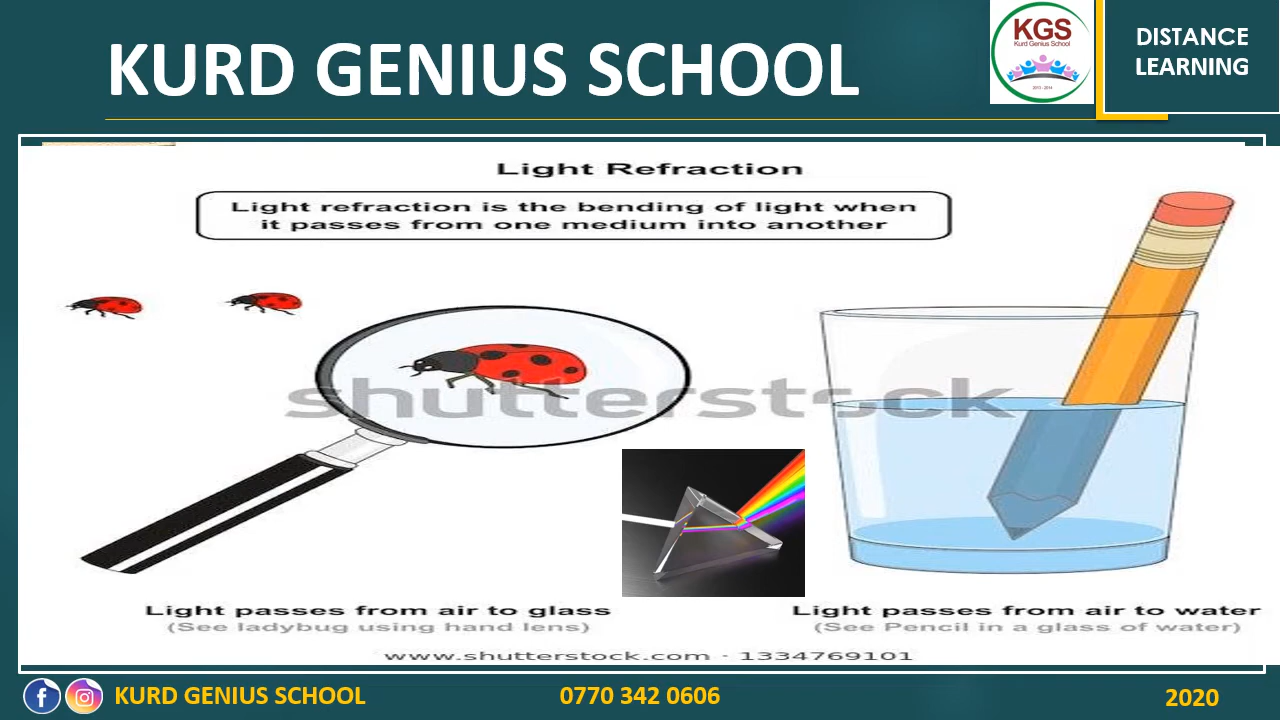 KURD GENIUS SCHOOL
KGS
Kurd Genius School
2013 - 2014
DISTANCE
LEARNING
Light Refraction
Light refraction is the bending of light when
it passes from one medium into another
shutterstock
Light passes from air to glass
(See ladybug using hand lens)
Light passes from air to water
(See Pencil in a glass of water)
www.shutterstock.com · 1334769101
KURD GENIUS SCHOOL
0770 342 0606
2020